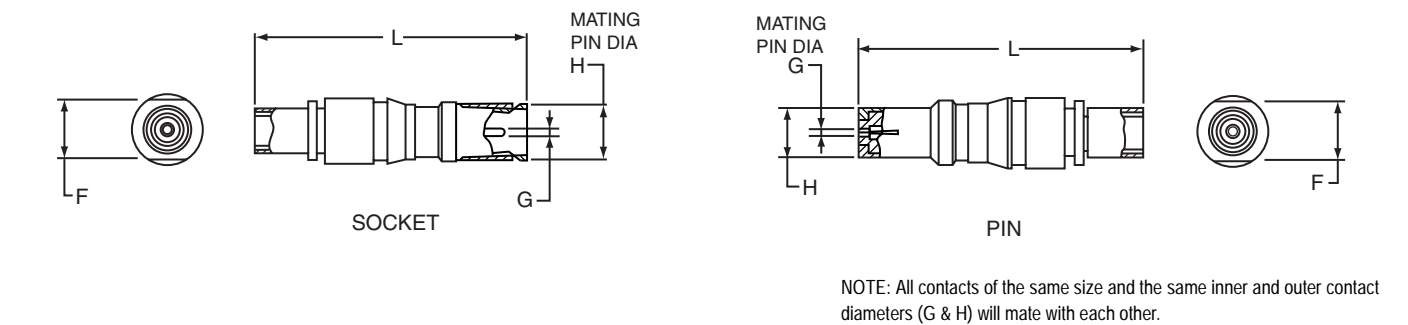 L
MATING
PIN DIA
H
F
G
SOCKET
MATING
PIN DIA
G
L
H
F
PIN
NOTE: All contacts of the same size and the same inner and outer contact
diameters (G & H) will mate with each other.